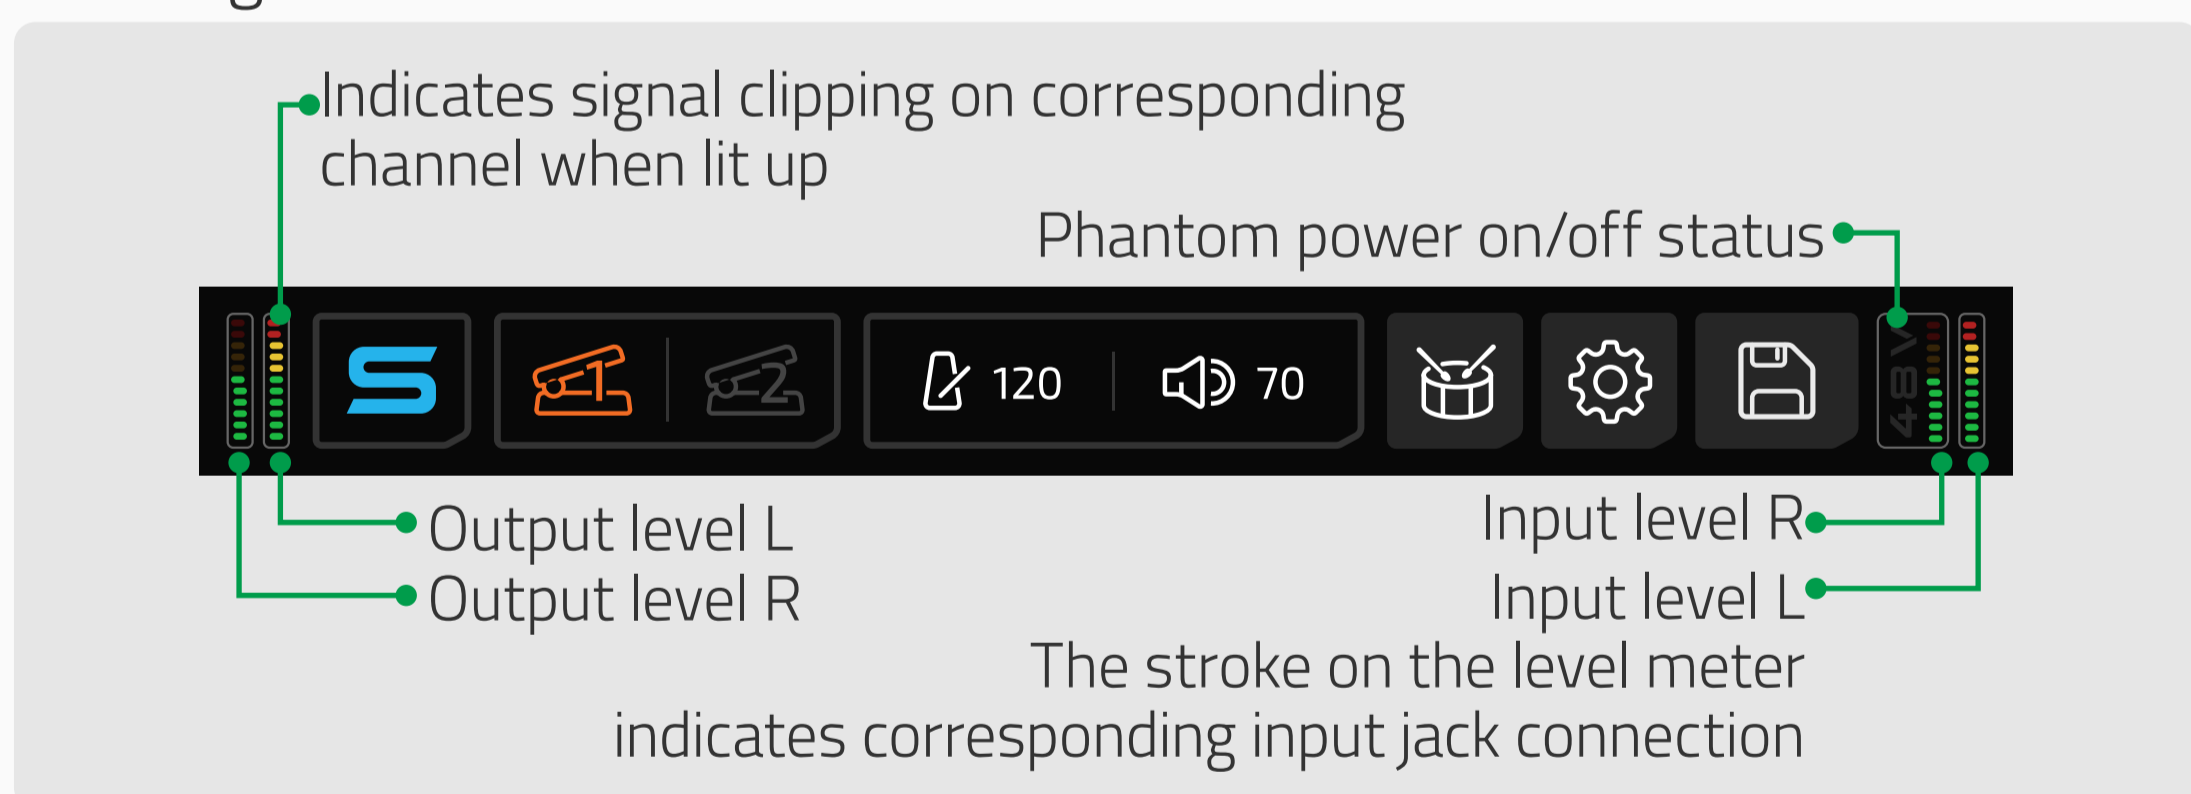 Indicates signal clipping on corresponding
channel when lit up
Phantom power on/off status
S
1
2
120
70
48V
Output level L
Output level R
Input level R
Input level L
The stroke on the level meter
indicates corresponding input jack connection